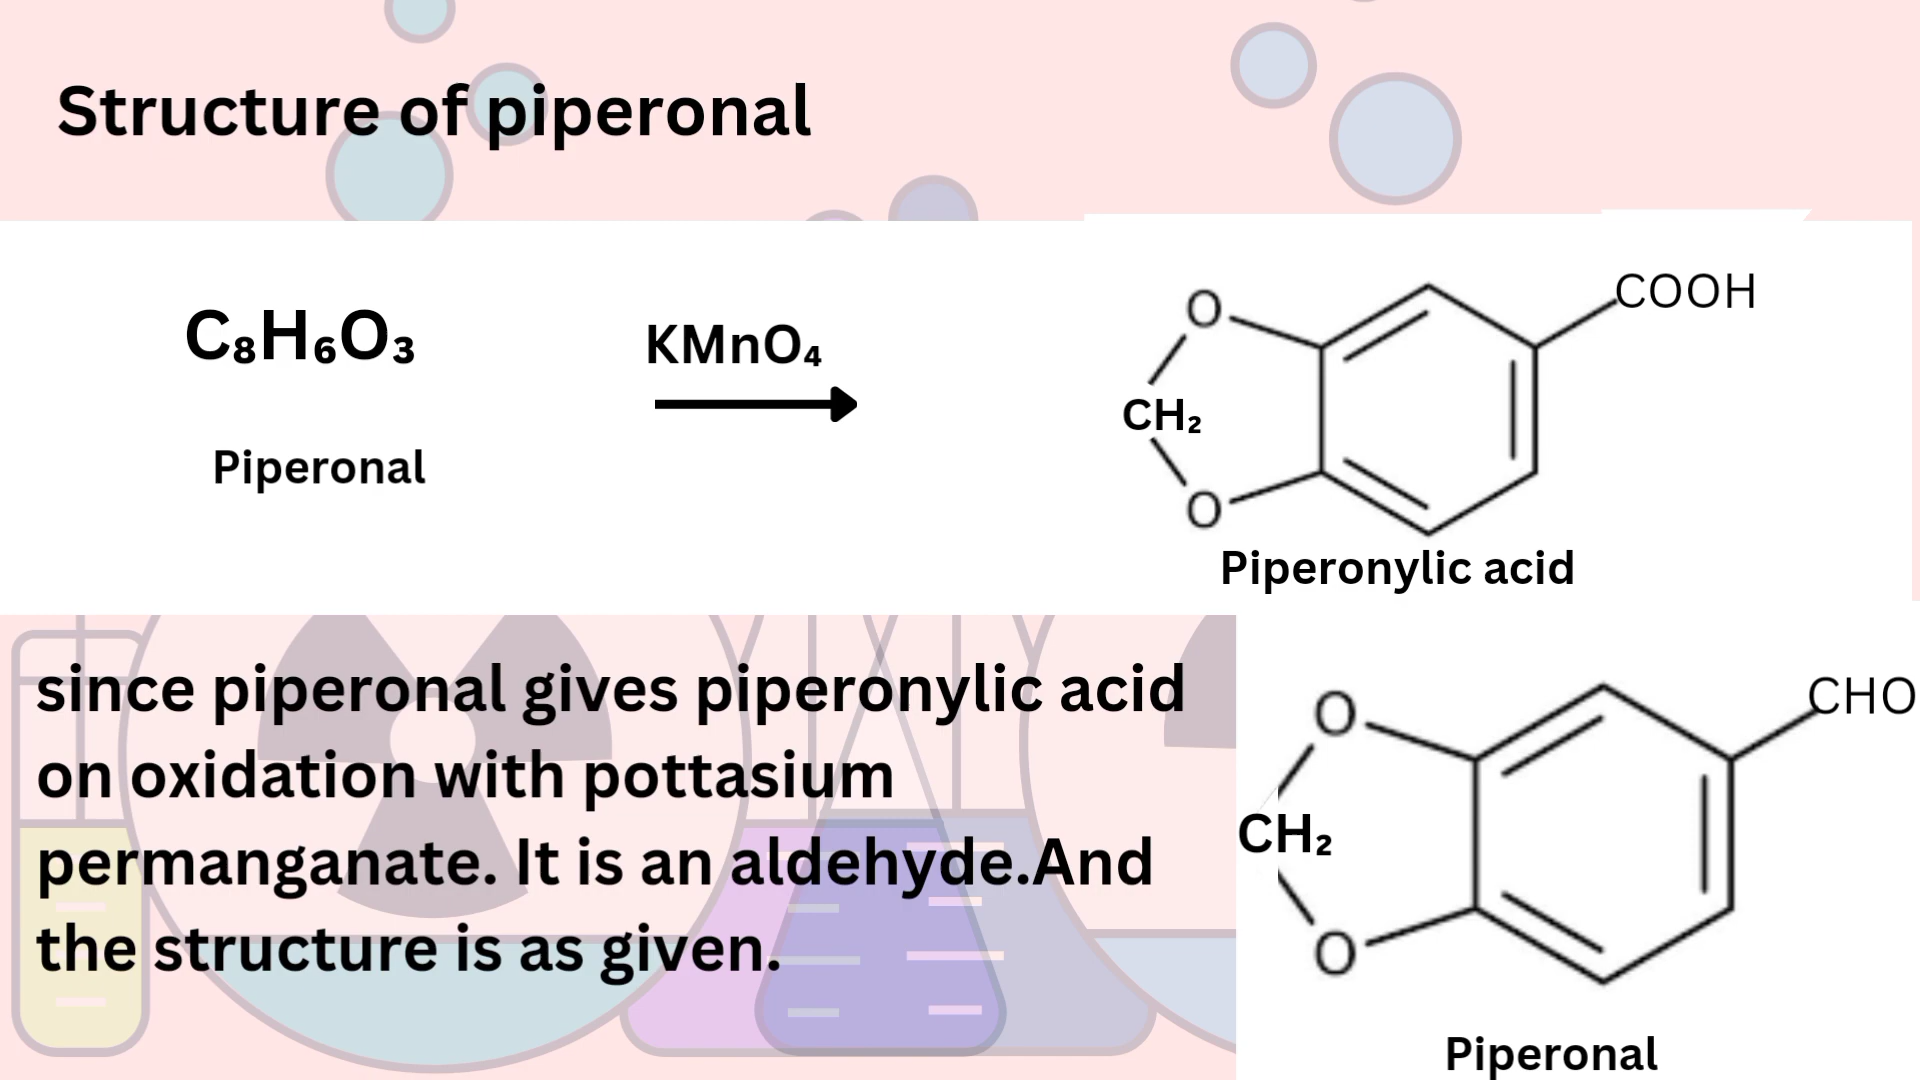 Structure of piperonal
C₈H₆O₃
KMnO₄
Piperonal
O
COOH
CH₂
O
Piperonylic acid
since piperonal gives piperonylic acid
on oxidation with pottasium
permanganate. It is an aldehyde.And
the structure is as given.
O
CHO
CH₂
O
Piperonal